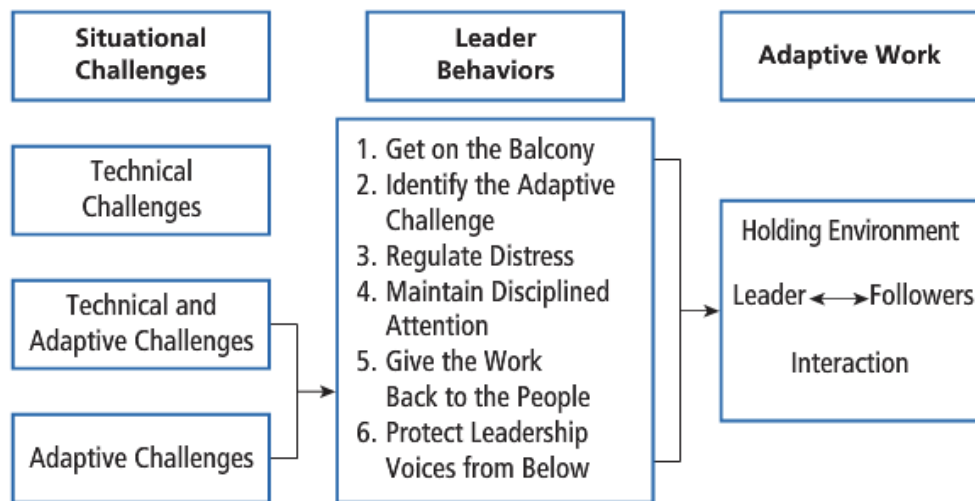 Situational
Challenges
Leader
Behaviors
Adaptive Work
Technical
Challenges
Technical and
Adaptive Challenges
Adaptive Challenges
1. Get on the Balcony
2. Identify the Adaptive
Challenge
3. Regulate Distress
4. Maintain Disciplined
Attention
5. Give the Work
Back to the People
6. Protect Leadership
Voices from Below
Holding Environment
Leader Followers
Interaction